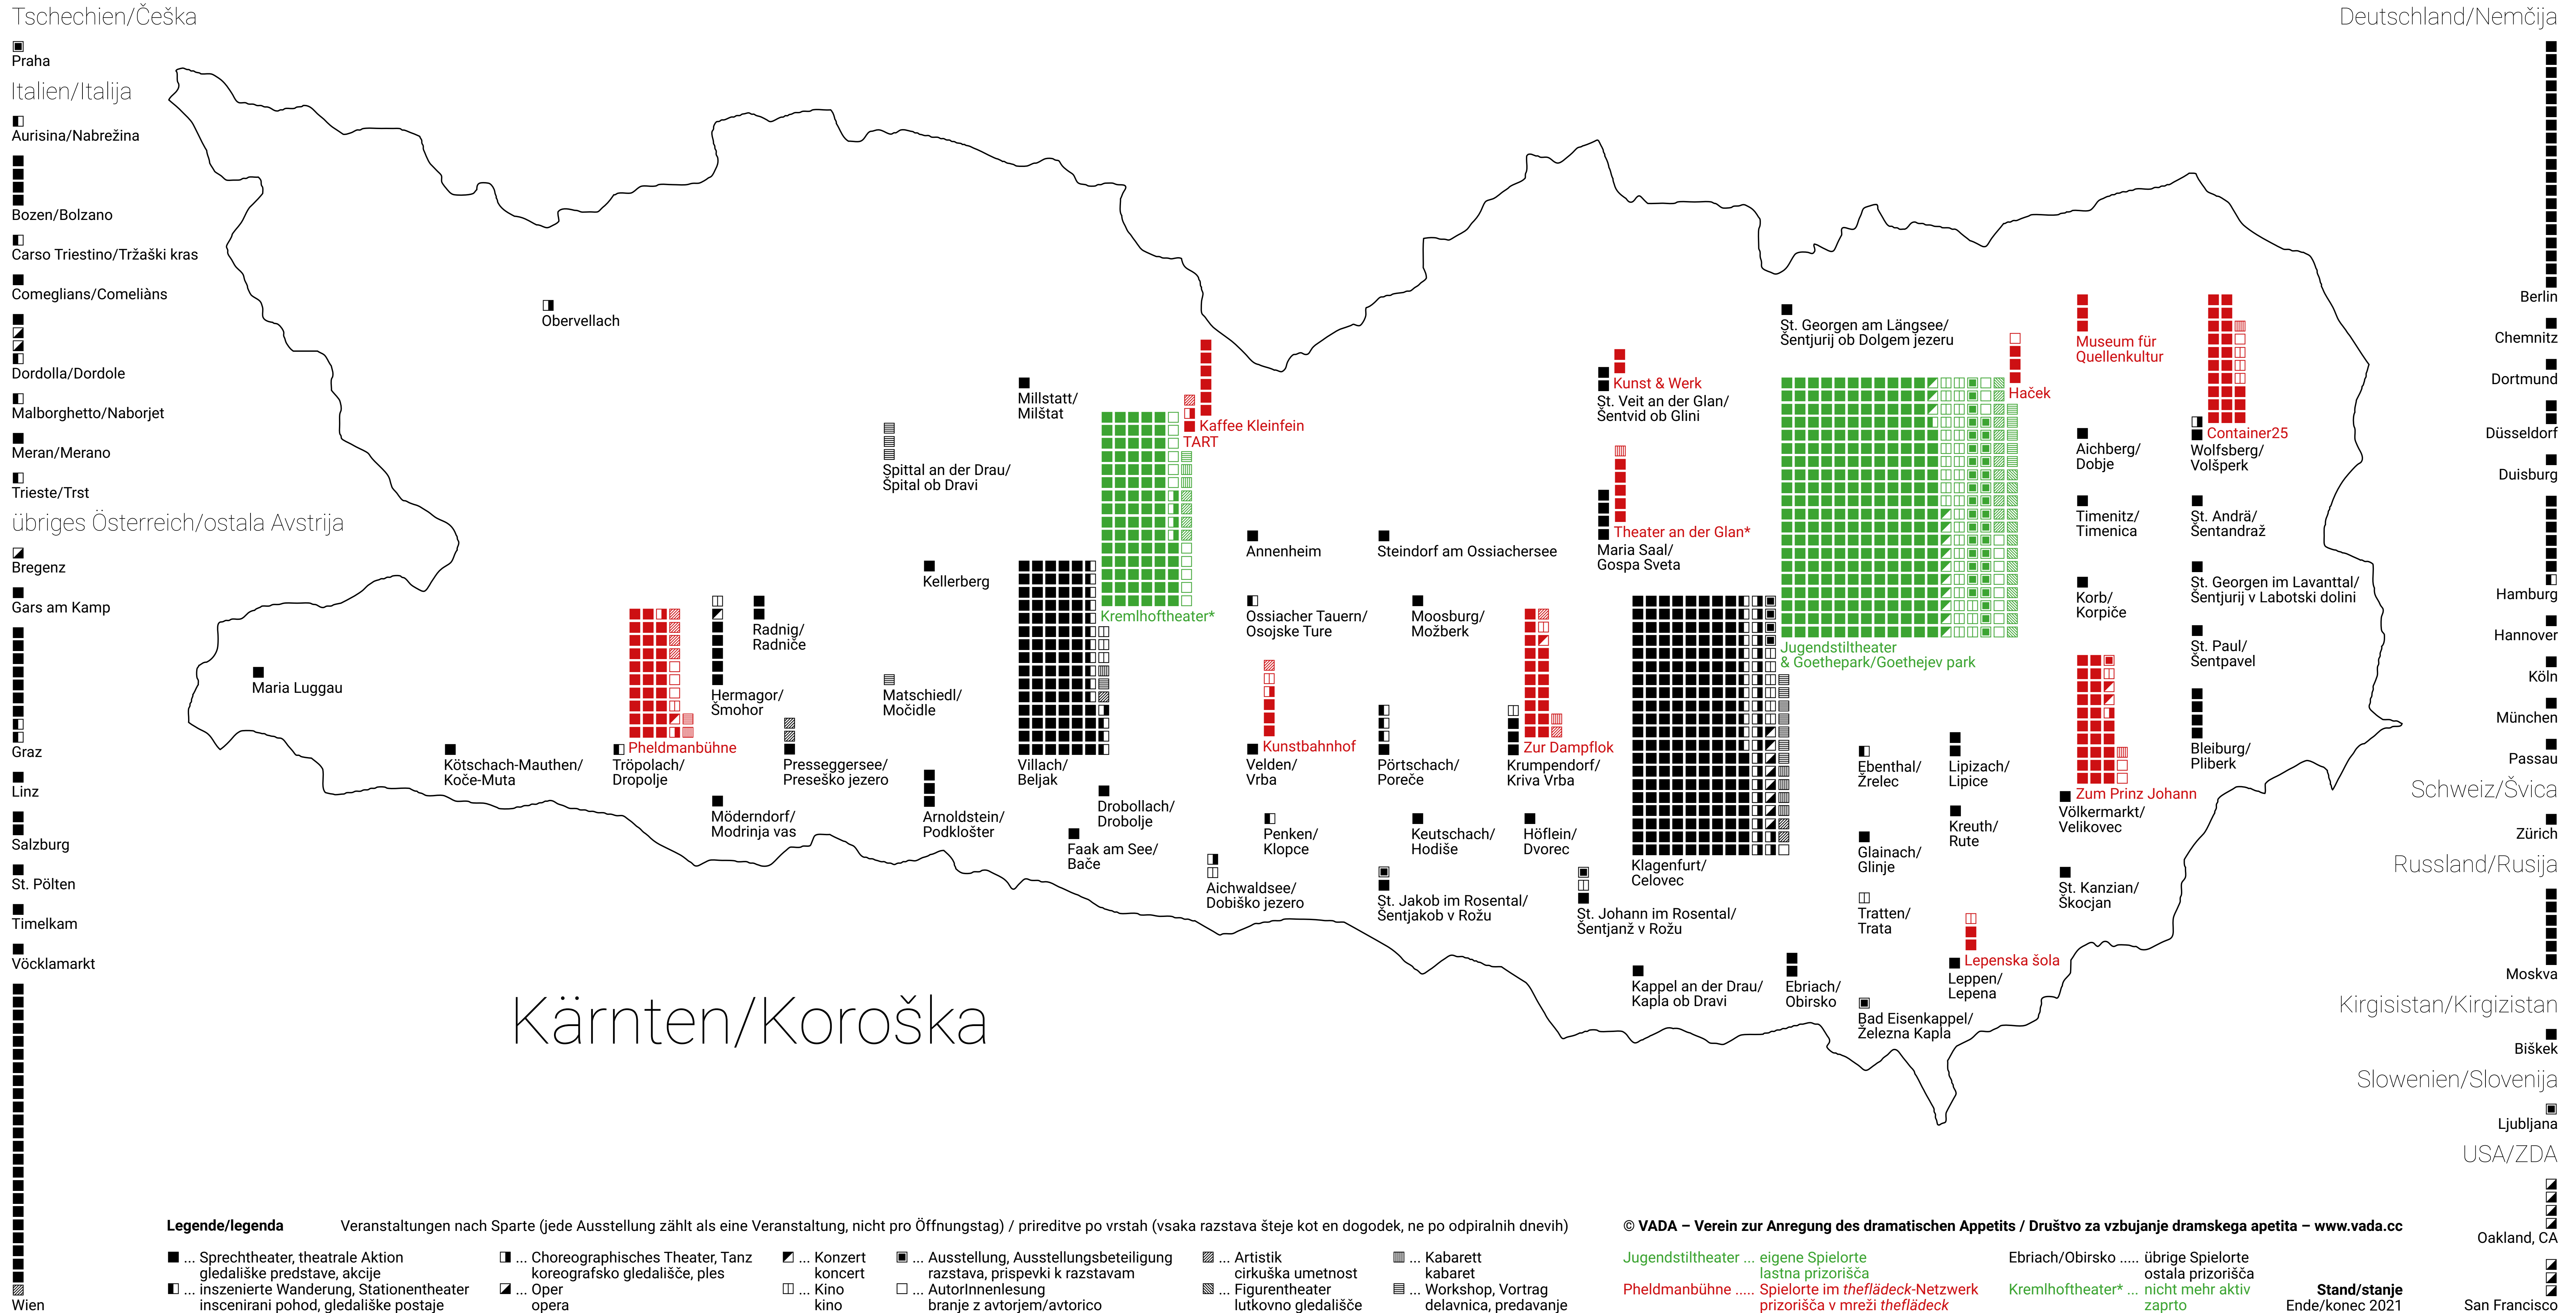 Tschechien/Češka
Praha
Italien/Italija
Aurisina/Nabrežina
Bozen/Bolzano
Carso Triestino/Tržaški kras
Comeglians/Comeliàns
Dordolla/Dordole
Malborghetto/Naborjet
Meran/Merano
Trieste/Trst
übriges Österreich/ostala Avstrija
Bregenz
Gars am Kamp
Graz
Linz
Salzburg
St. Pölten
Timelkam
Vöcklamarkt
Wien
Obervellach
Maria Luggau
Kötschach-Mauthen/
Koče-Muta
Pheldmanbühne
Tröpolach/
Dropolje
Hermagor/
Šmohor
Radnig/
Radniče
Presseggersee/
Preseško jezero
Möderndorf/
Modrinja vas
Spittal an der Drau/
Špital ob Dravi
Matschiedl/
Močidle
Kellerberg
Arnoldstein/
Podklošter
Millstatt/
Milštat
Villach/
Beljak
Kaffee Kleinfein
TART
Kremlhoftheater*
Drobollach/
Drobolje
Faak am See/
Bače
Annenheim
Ossiacher Tauern/
Osojske Ture
Kunstbahnhof
Velden/
Vrba
Penken/
Klopce
Aichwaldsee/
Dobiško jezero
Steindorf am Ossiachersee
Moosburg/
Možberk
Pörtschach/
Poreče
Keutschach/
Hodiše
St. Jakob im Rosental/
Šentjakob v Rožu
Zur Dampflok
Krumpendorf/
Kriva Vrba
Höflein/
Dvorec
St. Johann im Rosental/
Šentjanž v Rožu
Kunst & Werk
St. Veit an der Glan/
Šentvid ob Glini
Theater an der Glan*
Maria Saal/
Gospa Sveta
Klagenfurt/
Celovec
Kappel an der Drau/
Kapla ob Dravi
St. Georgen am Längsee/
Šentjurij ob Dolgem jezeru
Haček
Jugendstiltheater
& Goethepark/Goethejev park
Ebenthal/
Žrelec
Lipizach/
Lipice
Kreuth/
Rute
Glainach/
Glinje
Tratten/
Trata
Ebriach/
Obirsko
Bad Eisenkappel/
Železna Kapla
Lepenska šola
Leppen/
Lepena
Museum für
Quellenkultur
Container25
Wolfsberg/
Volšperk
Aichberg/
Dobje
Timenitz/
Timenica
St. Andrä/
Šentandraž
Korb/
Korpiče
St. Georgen im Lavanttal/
Šentjurij v Labotski dolini
St. Paul/
Šentpavel
Bleiburg/
Pliberk
Zum Prinz Johann
Völkermarkt/
Velikovec
St. Kanzian/
Škocjan
Deutschland/Nemčija
Berlin
Chemnitz
Dortmund
Düsseldorf
Duisburg
Hamburg
Hannover
Köln
München
Passau
Schweiz/Švica
Zürich
Russland/Rusija
Moskva
Kirgisistan/Kirgizistan
Biškek
Slowenien/Slovenija
Ljubljana
USA/ZDA
Oakland, CA
San Francisco
Kärnten/Koroška
Legende/legenda Veranstaltungen nach Sparte (jede Ausstellung zählt als eine Veranstaltung, nicht pro Öffnungstag) / prireditve po vrstah (vsaka razstava šteje kot en dogodek, ne po odpiralnih dnevih)
... Sprechtheater, theatrale Aktion
gledališke predstave, akcije
... inszenierte Wanderung, Stationentheater
inscenirani pohod, gledališke postaje
... Choreographisches Theater, Tanz
koreografsko gledališče, ples
... Oper
opera
... Konzert
koncert
... Kino
kino
... Ausstellung, Ausstellungsbeteiligung
razstava, prispevki k razstavam
... AutorInnenlesung
branje z avtorjem/avtorico
... Artistik
cirkuška umetnost
... Figurentheater
lutkovno gledališče
... Kabarett
kabaret
... Workshop, Vortrag
delavnica, predavanje
© VADA – Verein zur Anregung des dramatischen Appetits / Društvo za vzbujanje dramskega apetita – www.vada.cc
Jugendstiltheater ... eigene Spielorte
lastna prizorišča
Pheldmanbühne ..... Spielorte im theflädeck-Netzwerk
prizorišča v mreži theflädeck
Ebriach/Obirsko ..... übrige Spielorte
ostala prizorišča
Kremlhoftheater* ... nicht mehr aktiv
zaprto
Stand/stanje
Ende/konec 2021